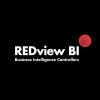 REDview BI
Business Intelligence Controllers